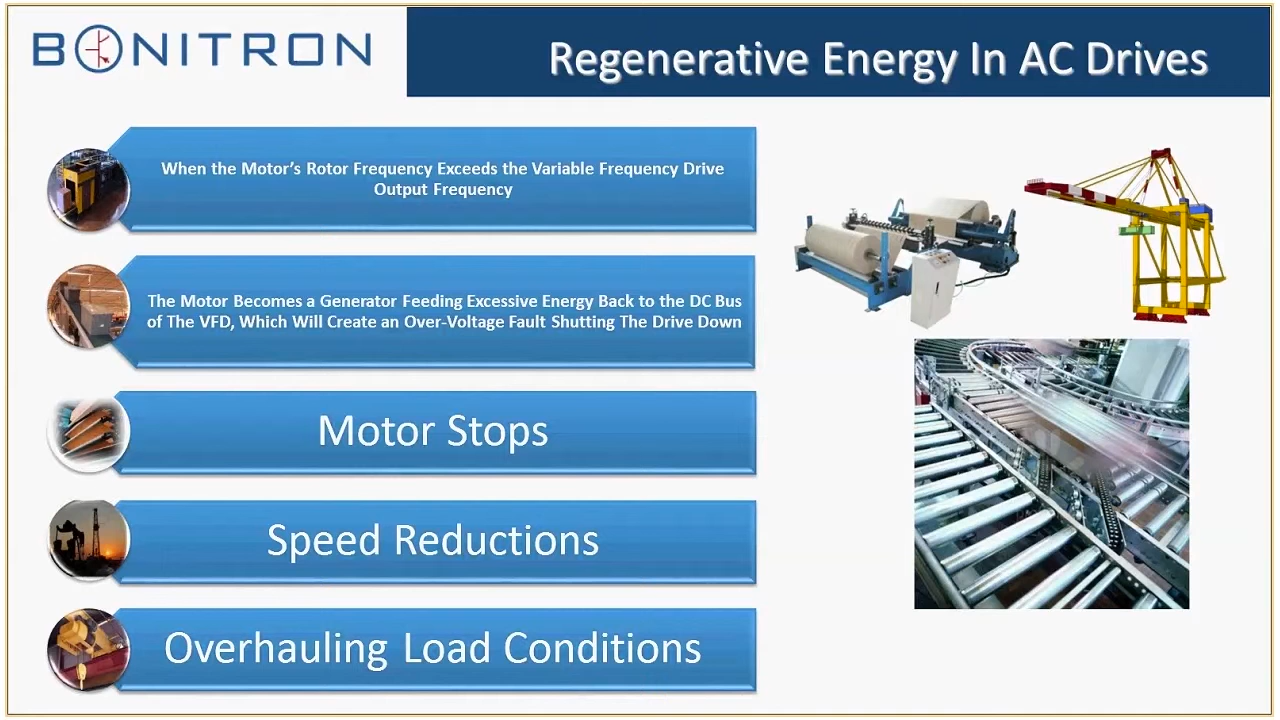 BONITRON
Regenerative Energy In AC Drives
When the Motor’s Rotor Frequency Exceeds the Variable Frequency Drive
Output Frequency
The Motor Becomes a Generator Feeding Excessive Energy Back to the DC Bus
of The VFD, Which Will Create an Over-Voltage Fault Shutting The Drive Down
Motor Stops
Speed Reductions
Overhauling Load Conditions